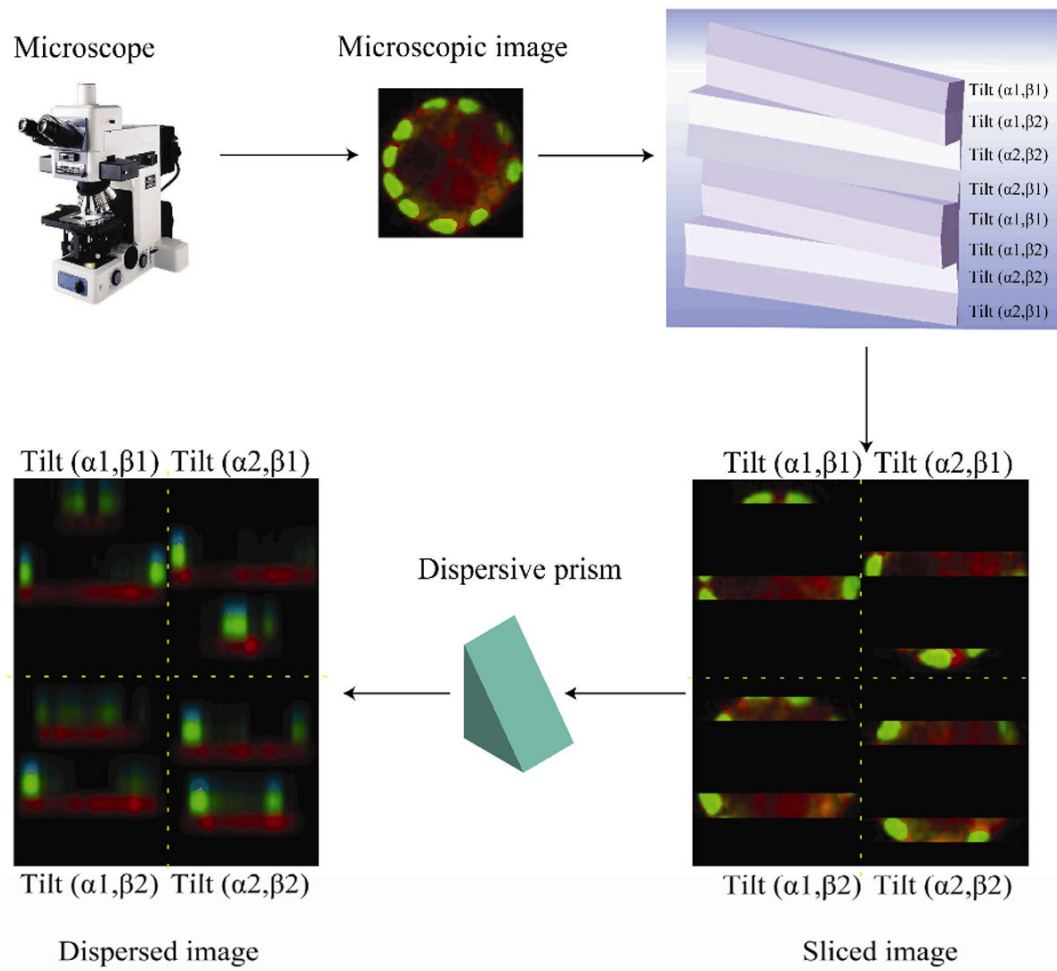 Microscope
Microscopic image
Tilt (α1,β1)
Tilt (α1,β2)
Tilt (α2,β2)
Tilt (α2,β1)
Tilt (α1,β1)
Tilt (α1,β2)
Tilt (α2,β2)
Tilt (α2,β1)
Tilt (α1,β1) Tilt (α2,β1)
Tilt (α1,β1) Tilt (α2,β1)
Dispersive prism
Tilt (α1,β2) Tilt (α2,β2)
Tilt (α1,β2) Tilt (α2,β2)
Dispersed image
Sliced image